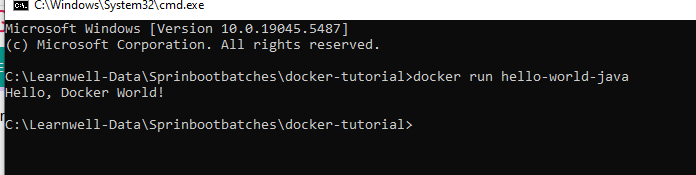 C:\Windows\System32\cmd.exe
Microsoft Windows [Version 10.0.19045.5487]
(c) Microsoft Corporation. All rights reserved.
C:\Learnwell-Data\Sprinbootbatches\docker-tutorial>docker run hello-world-java
Hello, Docker World!
C:\Learnwell-Data\Sprinbootbatches\docker-tutorial>